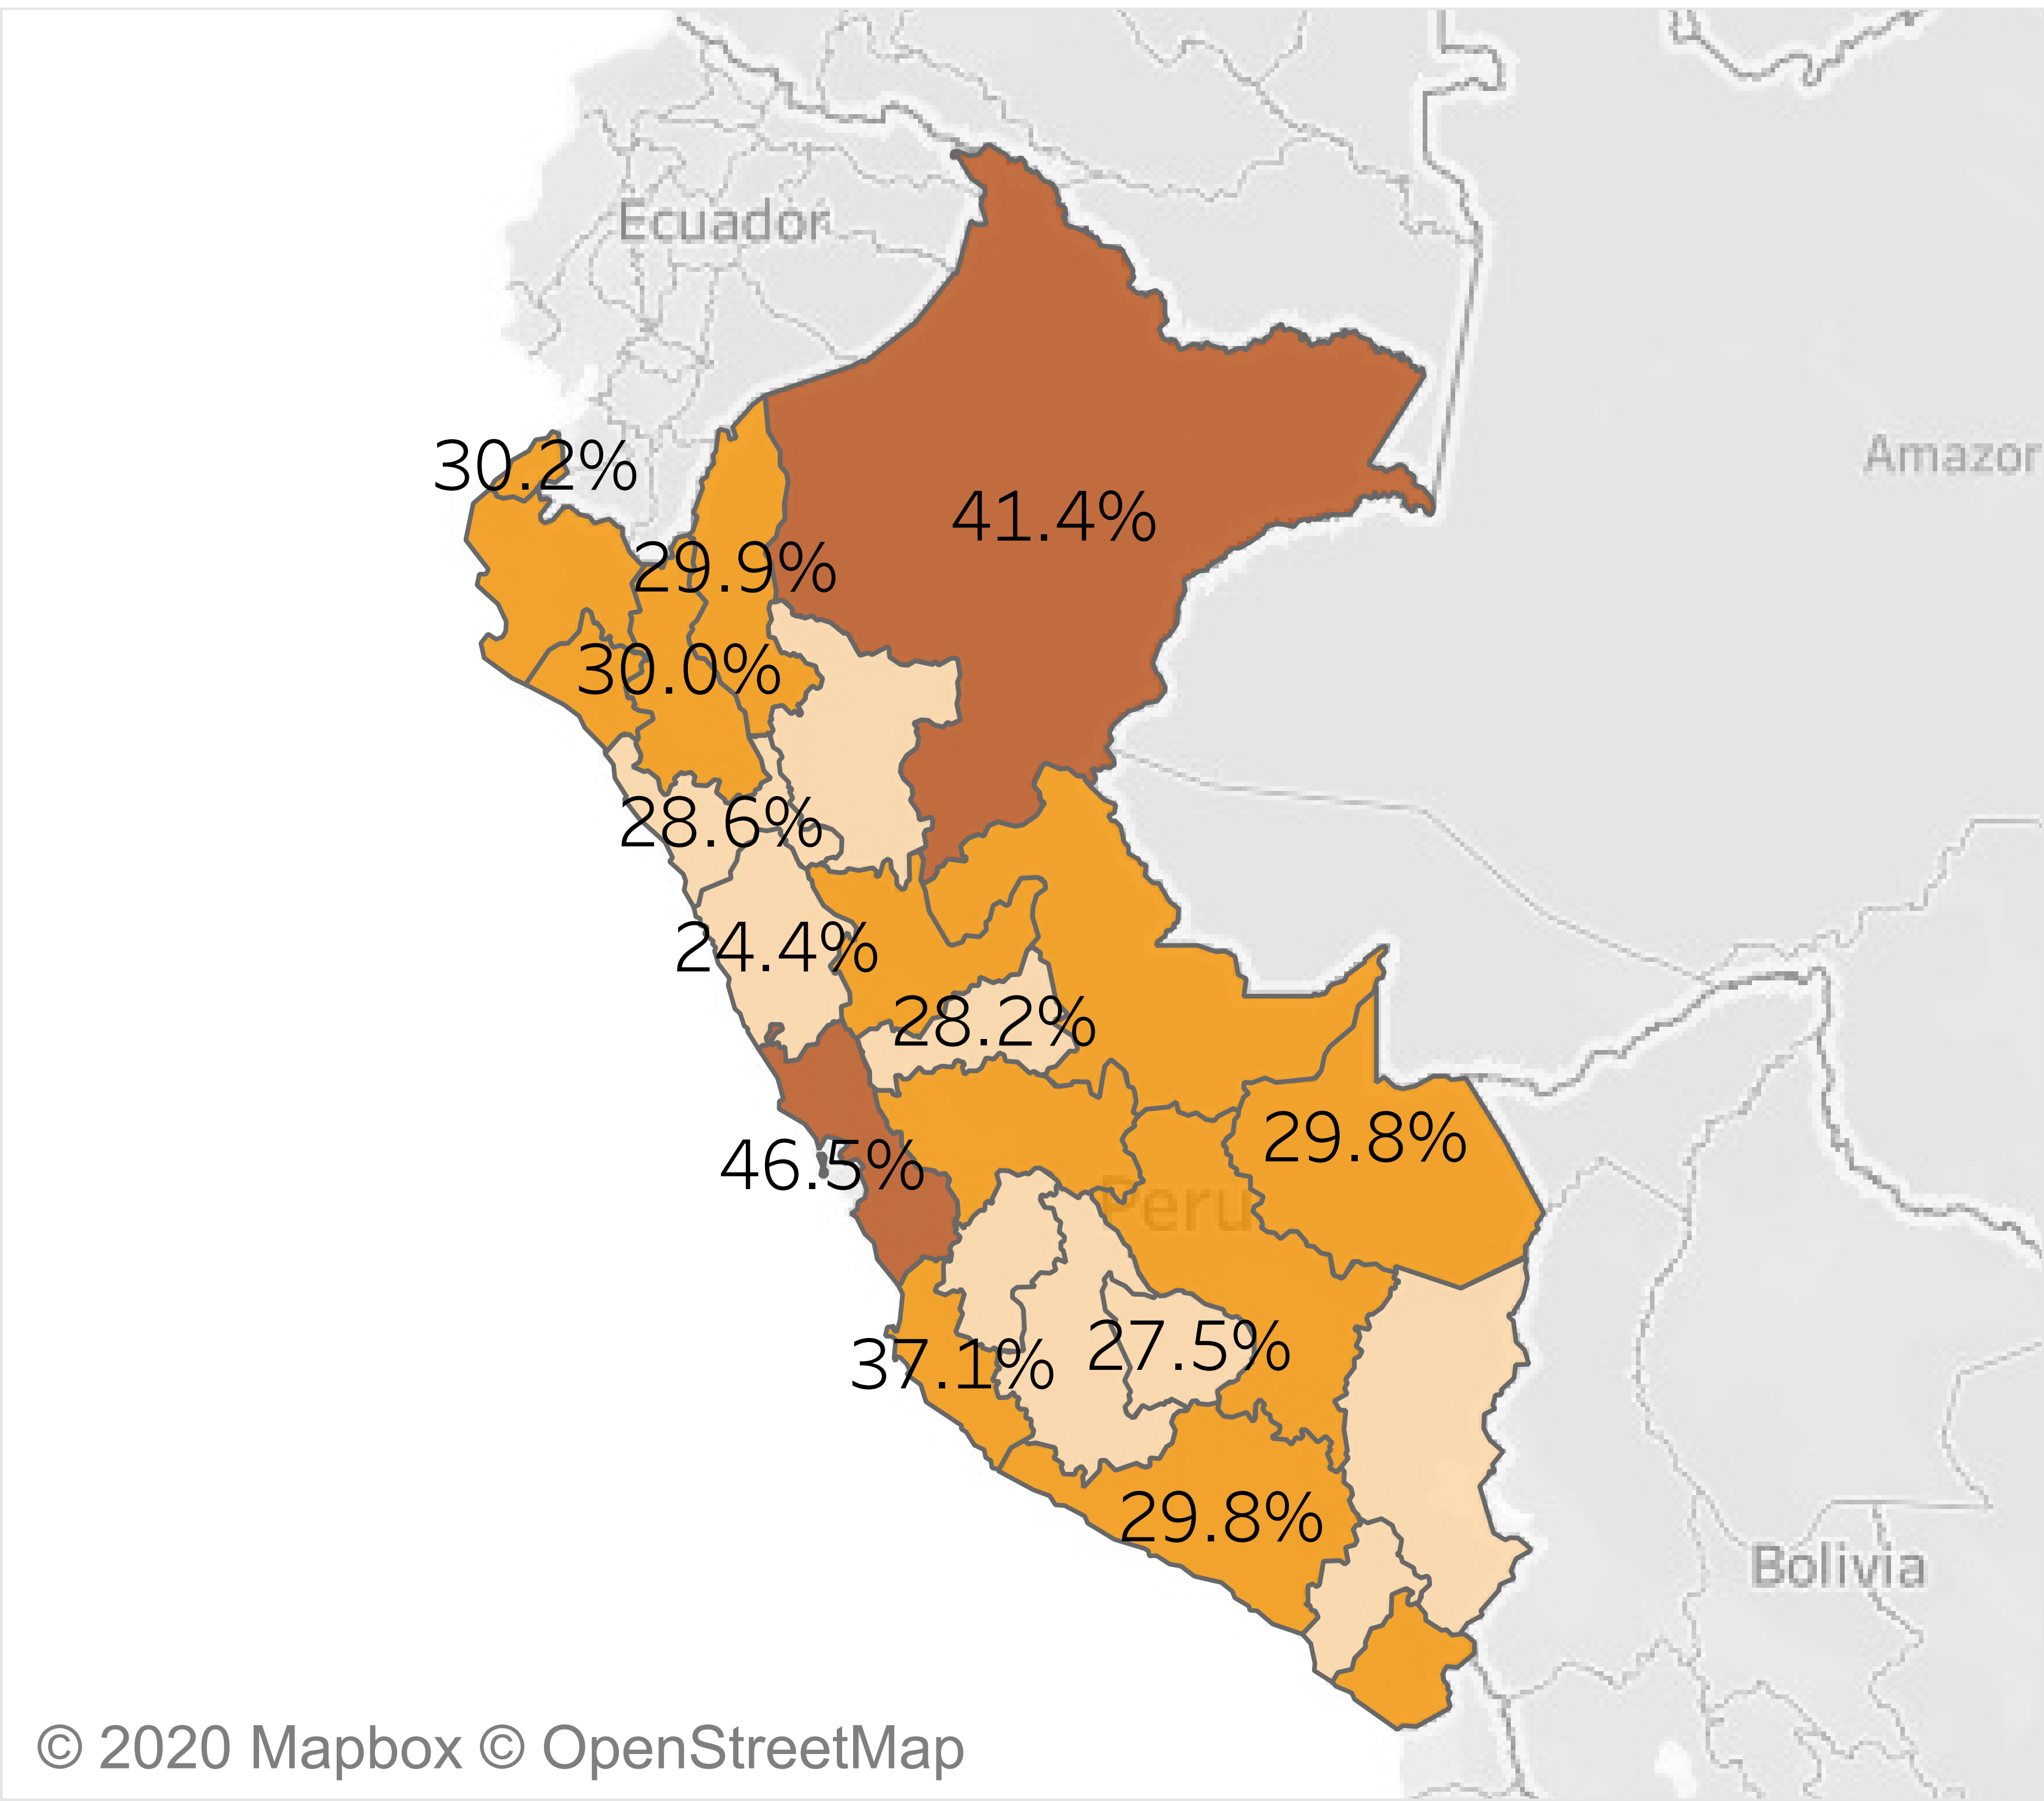 Ecuador
30.2%
Amazon
41.4%
29.9%
30.0%
28.6%
24.4%
28.2%
29.8%
46.5%
Peru
27.5%
37.1%
29.8%
Bolivia
© 2020 Mapbox © OpenStreetMap